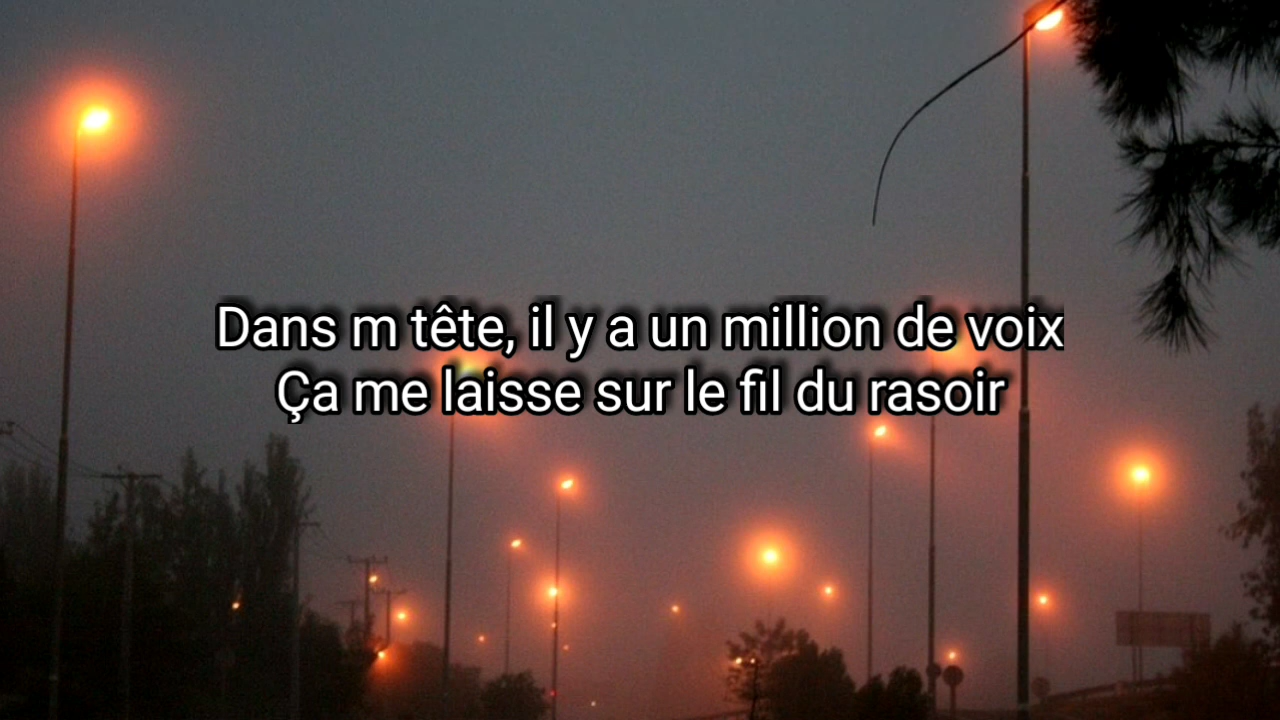 Dans m tête, il y a un million de voix
Ça me laisse sur le fil du rasoir